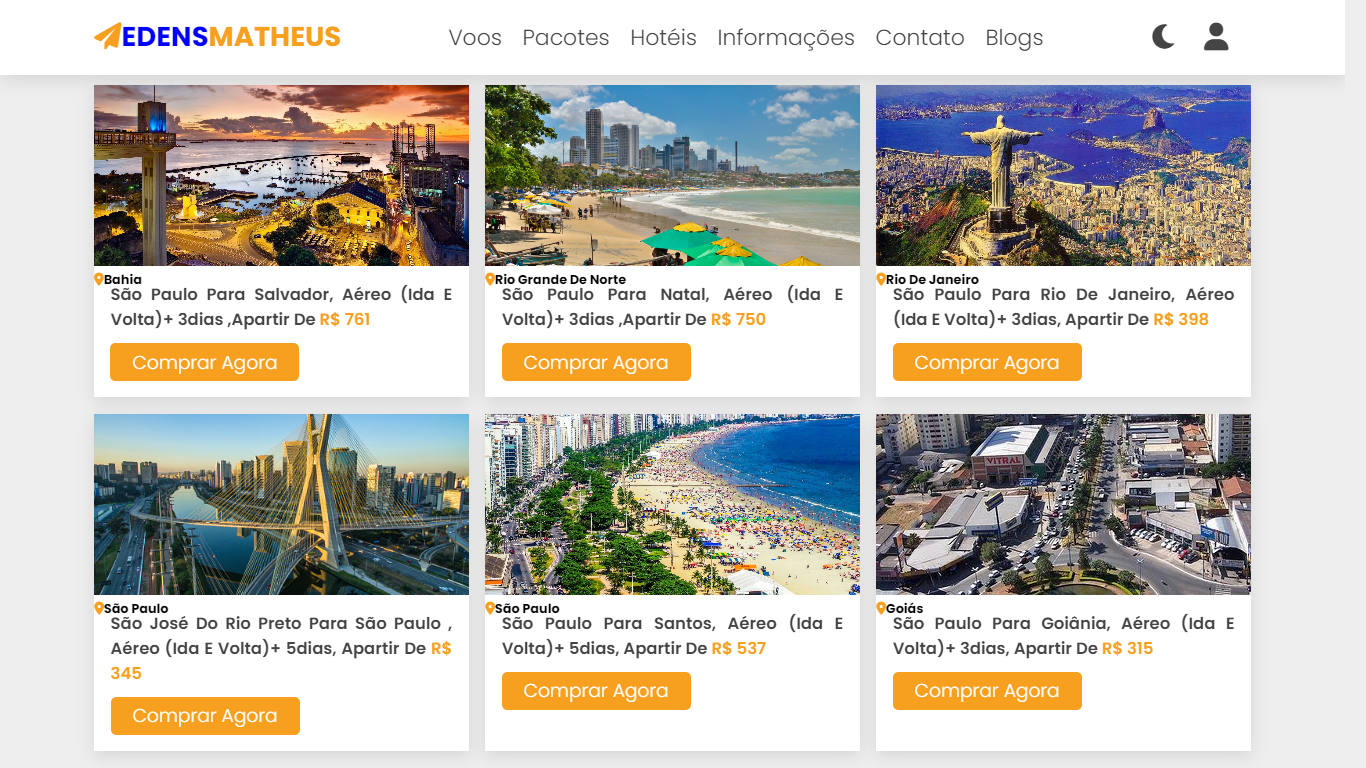 EDENSMATHEUS
Voos Pacotes Hotéis Informações Contato Blogs
Bahia
São Paulo Para Salvador, Aéreo (Ida E
Volta)+ 3dias ,Apartir De R$ 761
Comprar Agora
Rio Grande De Norte
São Paulo Para Natal, Aéreo (Ida E
Volta)+ 3dias ,Apartir De R$ 750
Comprar Agora
Rio De Janeiro
São Paulo Para Rio De Janeiro, Aéreo
(Ida E Volta)+ 3dias, Apartir De R$ 398
Comprar Agora
São Paulo
São José Do Rio Preto Para São Paulo ,
Aéreo (Ida E Volta)+ 5dias, Apartir De R$
345
Comprar Agora
São Paulo
São Paulo Para Santos, Aéreo (Ida E
Volta)+ 5dias, Apartir De R$ 537
Comprar Agora
VITRAL
Goiás
São Paulo Para Goiânia, Aéreo (Ida E
Volta)+ 3dias, Apartir De R$ 315
Comprar Agora